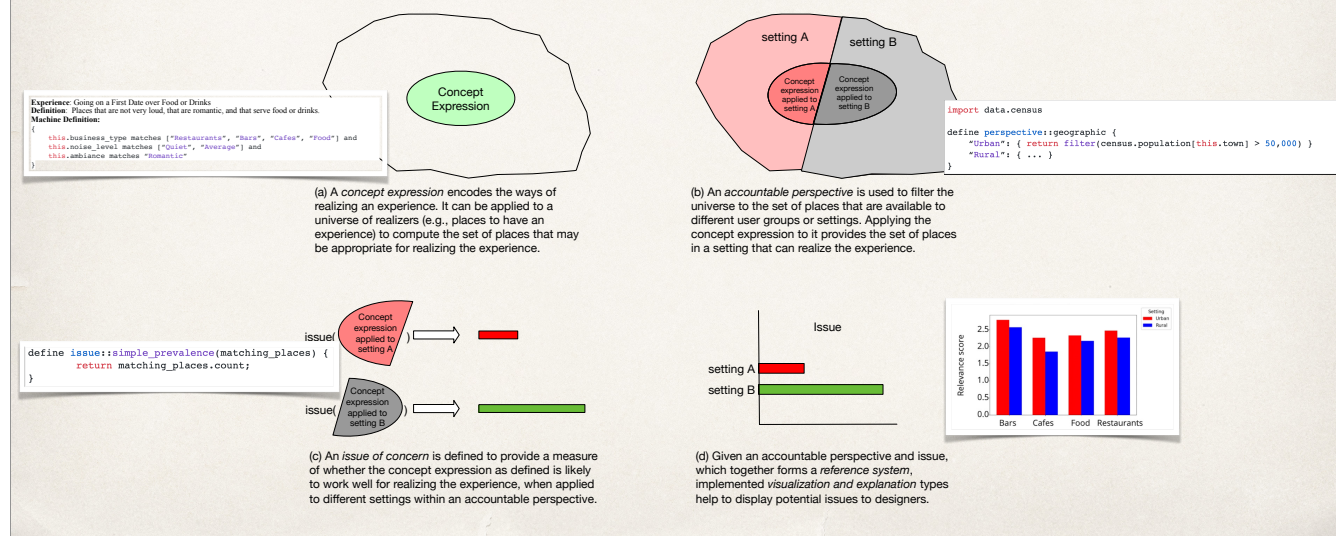 Experience: Going on a First Date over Food or Drinks
Definition: Places that are not very loud, that are romantic, and that serve food or drinks.
Machine Definition:
{
this.business_type matches ["Restaurants", "Bars", "Cafes", "Food"] and
this.noise_level matches ["Quiet", "Average"] and
this.ambiance matches "Romantic"
}
Concept
Expression
(a) A concept expression encodes the ways of
realizing an experience. It can be applied to a
universe of realizers (e.g., places to have an
experience) to compute the set of places that may
be appropriate for realizing the experience.
setting A
setting B
Concept
expression
applied to
setting A
Concept
expression
applied to
setting B
import data.census
define perspective::geographic {
"Urban": { return filter(census.population[this.town] > 50,000) }
"Rural": { ... }
}
(b) An accountable perspective is used to filter the
universe to the set of places that are available to
different user groups or settings. Applying the
concept expression to it provides the set of places
in a setting that can realize the experience.
define issue::simple_prevalence(matching_places) {
return matching_places.count;
}
issue(
Concept
expression
applied to
setting A
)
issue(
Concept
expression
applied to
setting B
)
(c) An issue of concern is defined to provide a measure
of whether the concept expression as defined is likely
to work well for realizing the experience, when applied
to different settings within an accountable perspective.
Issue
setting A
setting B
Relevance score
2.5
2.0
1.5
1.0
0.5
0.0
Bars Cafes Food Restaurants
Setting
Urban
Rural
(d) Given an accountable perspective and issue,
which together forms a reference system,
implemented visualization and explanation types
help to display potential issues to designers.